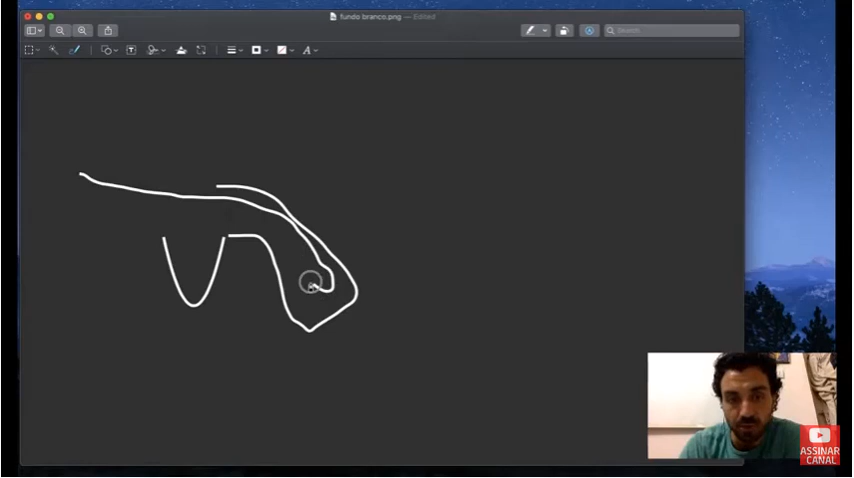 fundo branco.png — Edited
Search
T
A
ASSINAR
CANAL